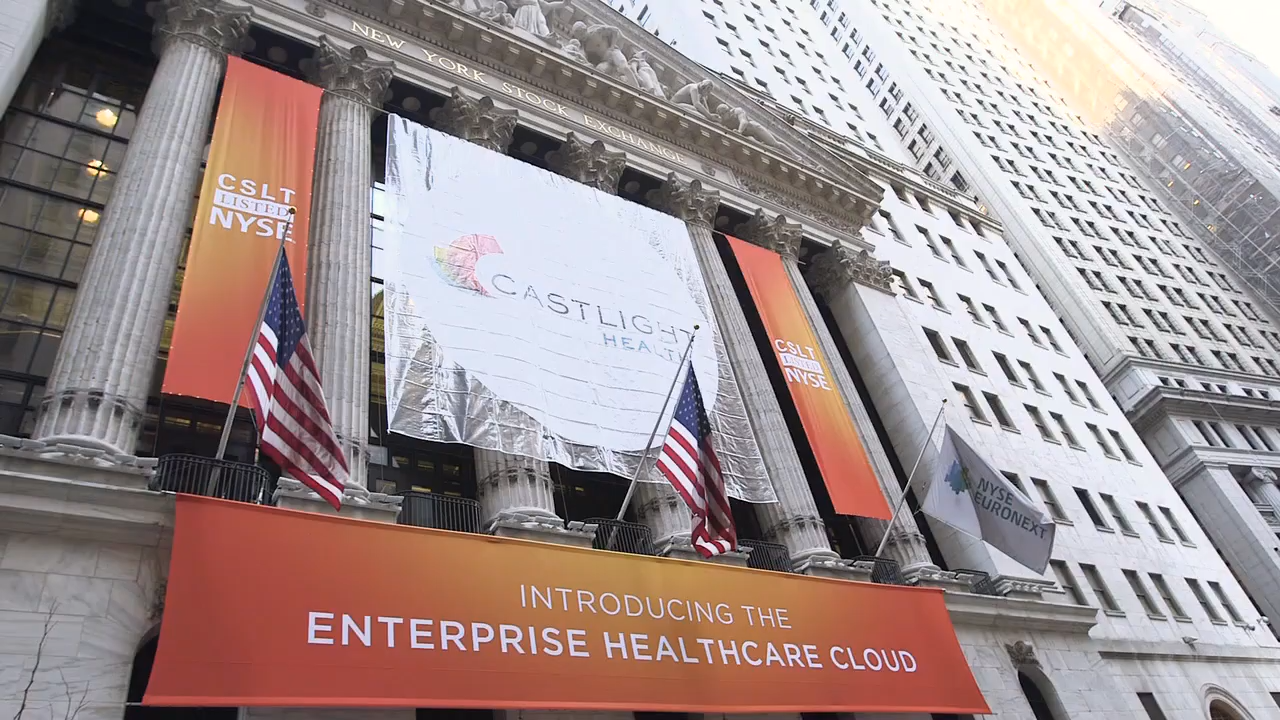 NEW YORK STOCK EXCHANGE
CSLT
LISTED
NYSE
CASTLIGHT
HEALTH
CSLT
LISTED
NYSE
NYSE
EURONEXT
INTRODUCING THE
ENTERPRISE HEALTHCARE CLOUD